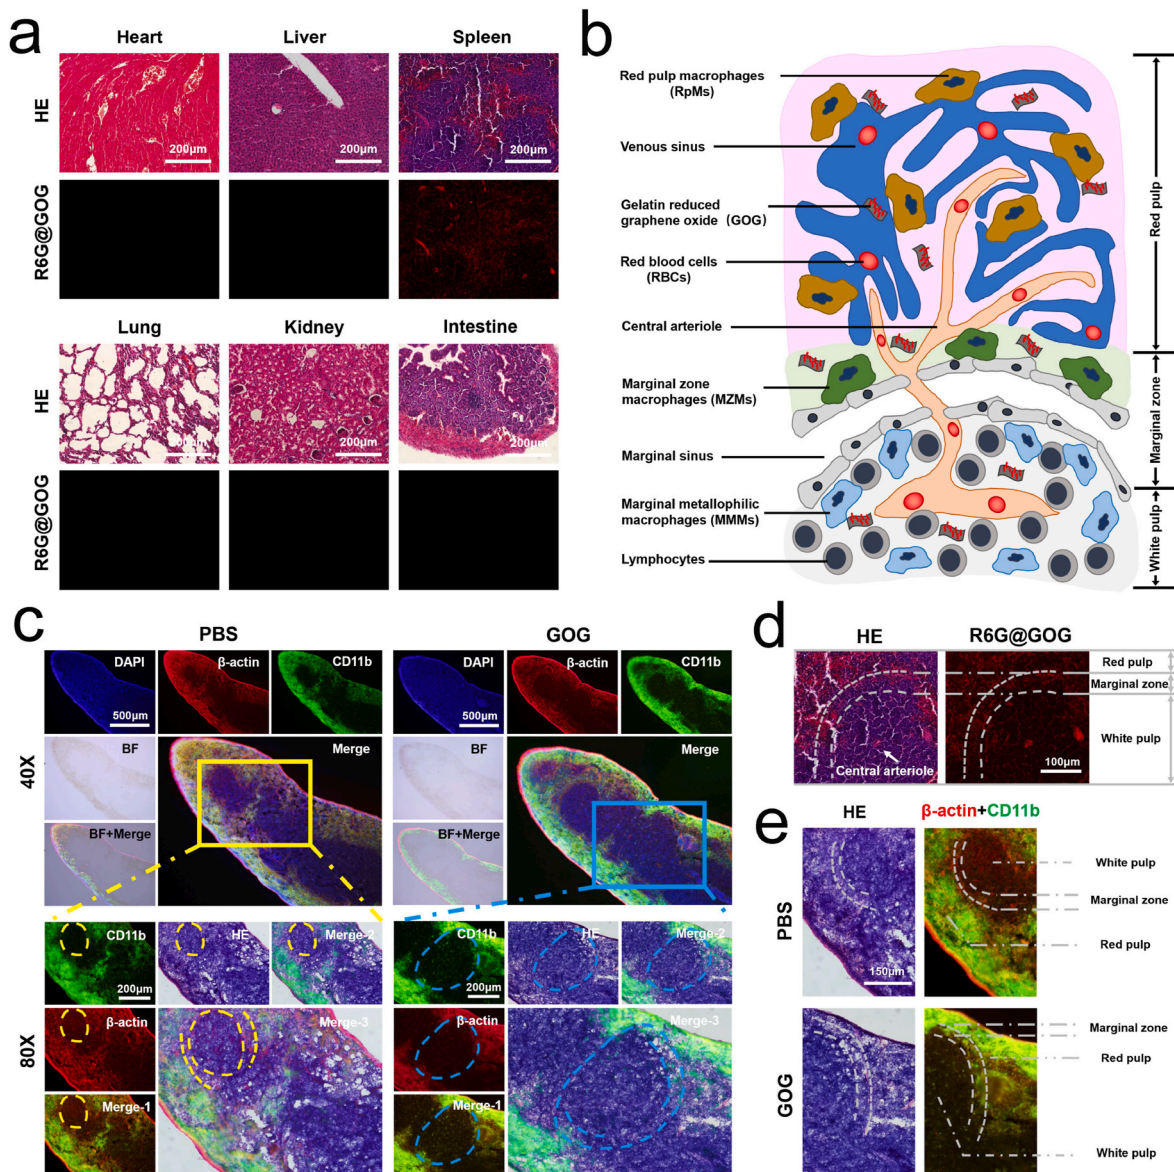 a
Heart
Liver
Spleen
HE
200μm
200μm
200μm
R6G@GOG
Lung
Kidney
Intestine
HE
200μm
200μm
200μm
R6G@GOG
b
Red pulp macrophages
(RpMs)
Venous sinus
Gelatin reduced
graphene oxide (GOG)
Red blood cells
(RBCs)
Central arteriole
Marginal zone
macrophages (MZMs)
Marginal sinus
Marginal metallophilic
macrophages (MMMs)
Lymphocytes
Red pulp
Marginal zone
White pulp
c
PBS
GOG
40X
DAPI
500μm
β-actin
CD11b
BF
Merge
BF+Merge
DAPI
500μm
β-actin
CD11b
BF
Merge
BF+Merge
80X
CD11b
200μm
HE
Merge-2
β-actin
Merge-3
Merge-1
CD11b
200μm
HE
Merge-2
β-actin
Merge-3
Merge-1
d
HE
R6G@GOG
Central arteriole
100μm
Red pulp
Marginal zone
White pulp
e
HE
β-actin+CD11b
PBS
150μm
White pulp
Marginal zone
Red pulp
GOG
Marginal zone
Red pulp
White pulp